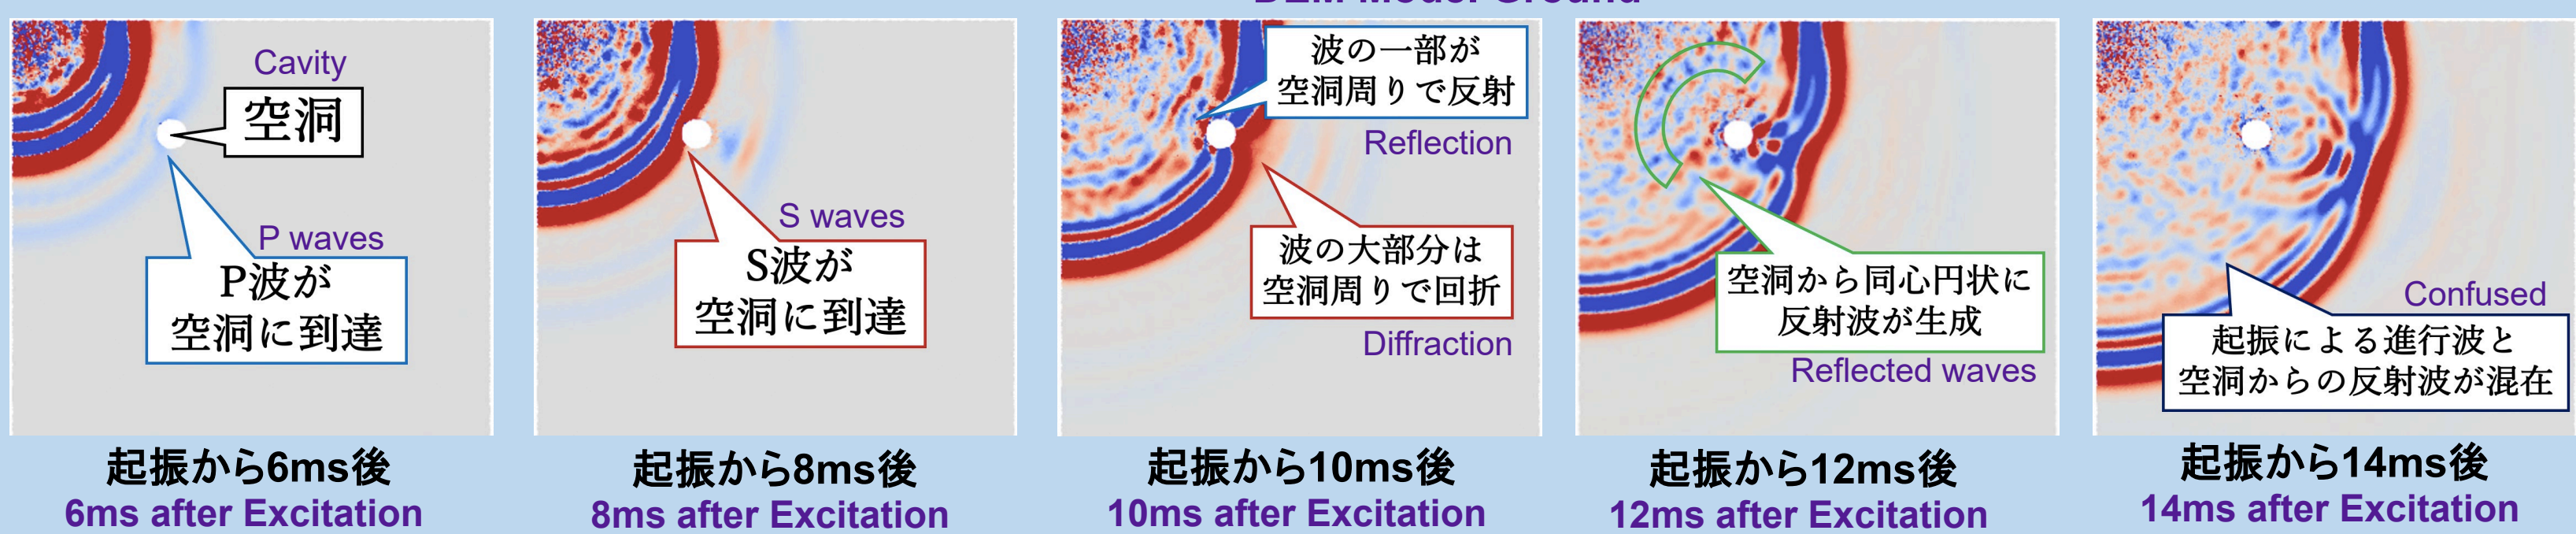 Cavity
空洞
P waves
P波が
空洞に到達
起振から6ms後
6ms after Excitation
S waves
S波が
空洞に到達
起振から8ms後
8ms after Excitation
波の一部が
空洞周りで反射
Reflection
波の大部分は
空洞周りで回折
Diffraction
起振から10ms後
10ms after Excitation
空洞から同心円状に
反射波が生成
Reflected waves
起振から12ms後
12ms after Excitation
Confused
起振による進行波と
空洞からの反射波が混在
起振から14ms後
14ms after Excitation